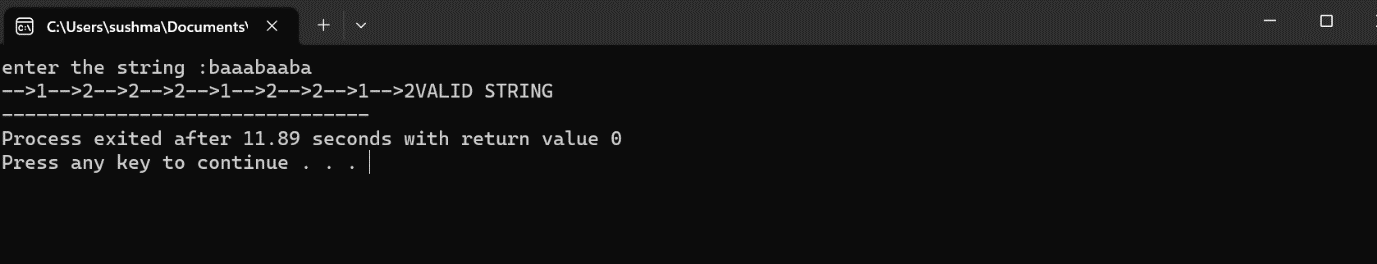 C:\Users\sushma\Documents\
enter the string :baaabaaba
-->1-->2-->2-->2-->1-->2-->2-->1-->2VALID STRING
--------------------------------
Process exited after 11.89 seconds with return value 0
Press any key to continue . . .